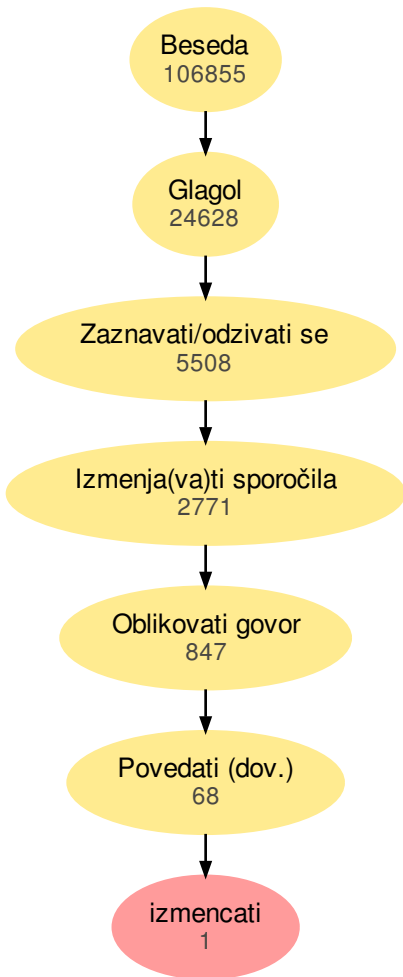 Beseda
106855
Glagol
24628
Zaznavati/odzivati se
5508
Izmenja(va)ti sporočila
2771
Oblikovati govor
847
Povedati (dov.)
68
izmencati
1